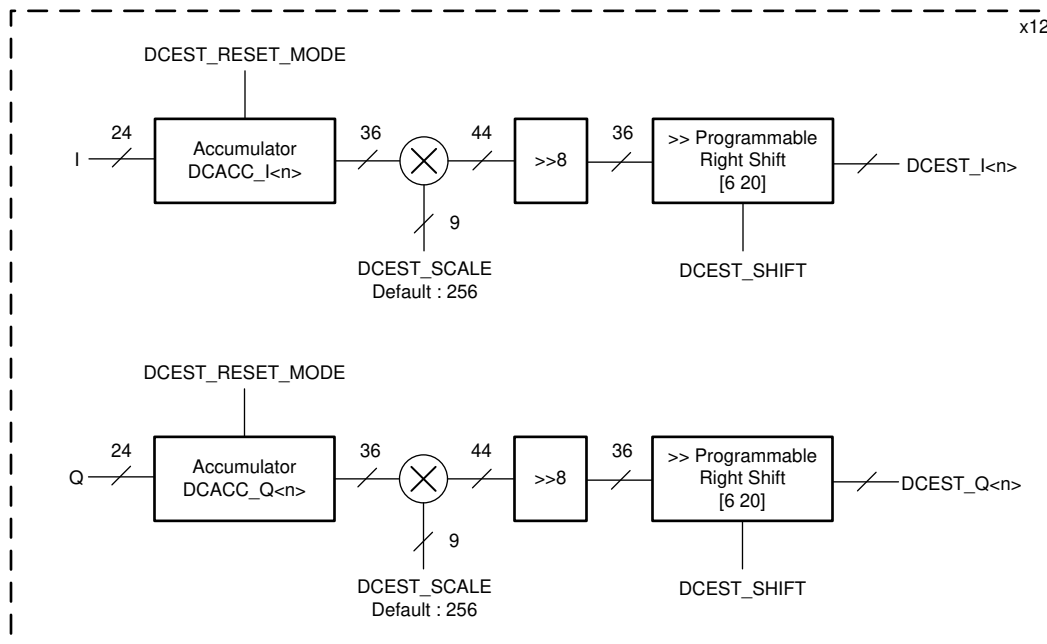 x12
DCEST_RESET_MODE
I
24
Accumulator
DCACC_I<n>
36
44
>>8
36
>> Programmable
Right Shift
[6 20]
DCEST_I<n>
9
DCEST_SCALE
Default : 256
DCEST_SHIFT
DCEST_RESET_MODE
Q
24
Accumulator
DCACC_Q<n>
36
44
>>8
36
>> Programmable
Right Shift
[6 20]
DCEST_Q<n>
9
DCEST_SCALE
Default : 256
DCEST_SHIFT